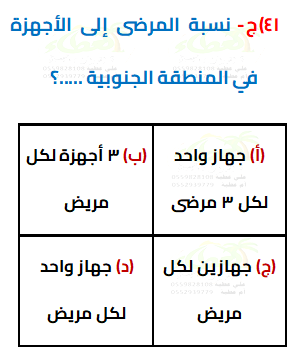 ٤١)ج- نسبة المرضى إلى الأجهزة
في المنطقة الجنوبية .....؟
(أ) جهاز واحد
لكل ٣ مرضى
(ب) ٣ أجهزة لكل
مريض
(ج) جهازين لكل
مريض
(د) جهاز واحد
لكل مريض